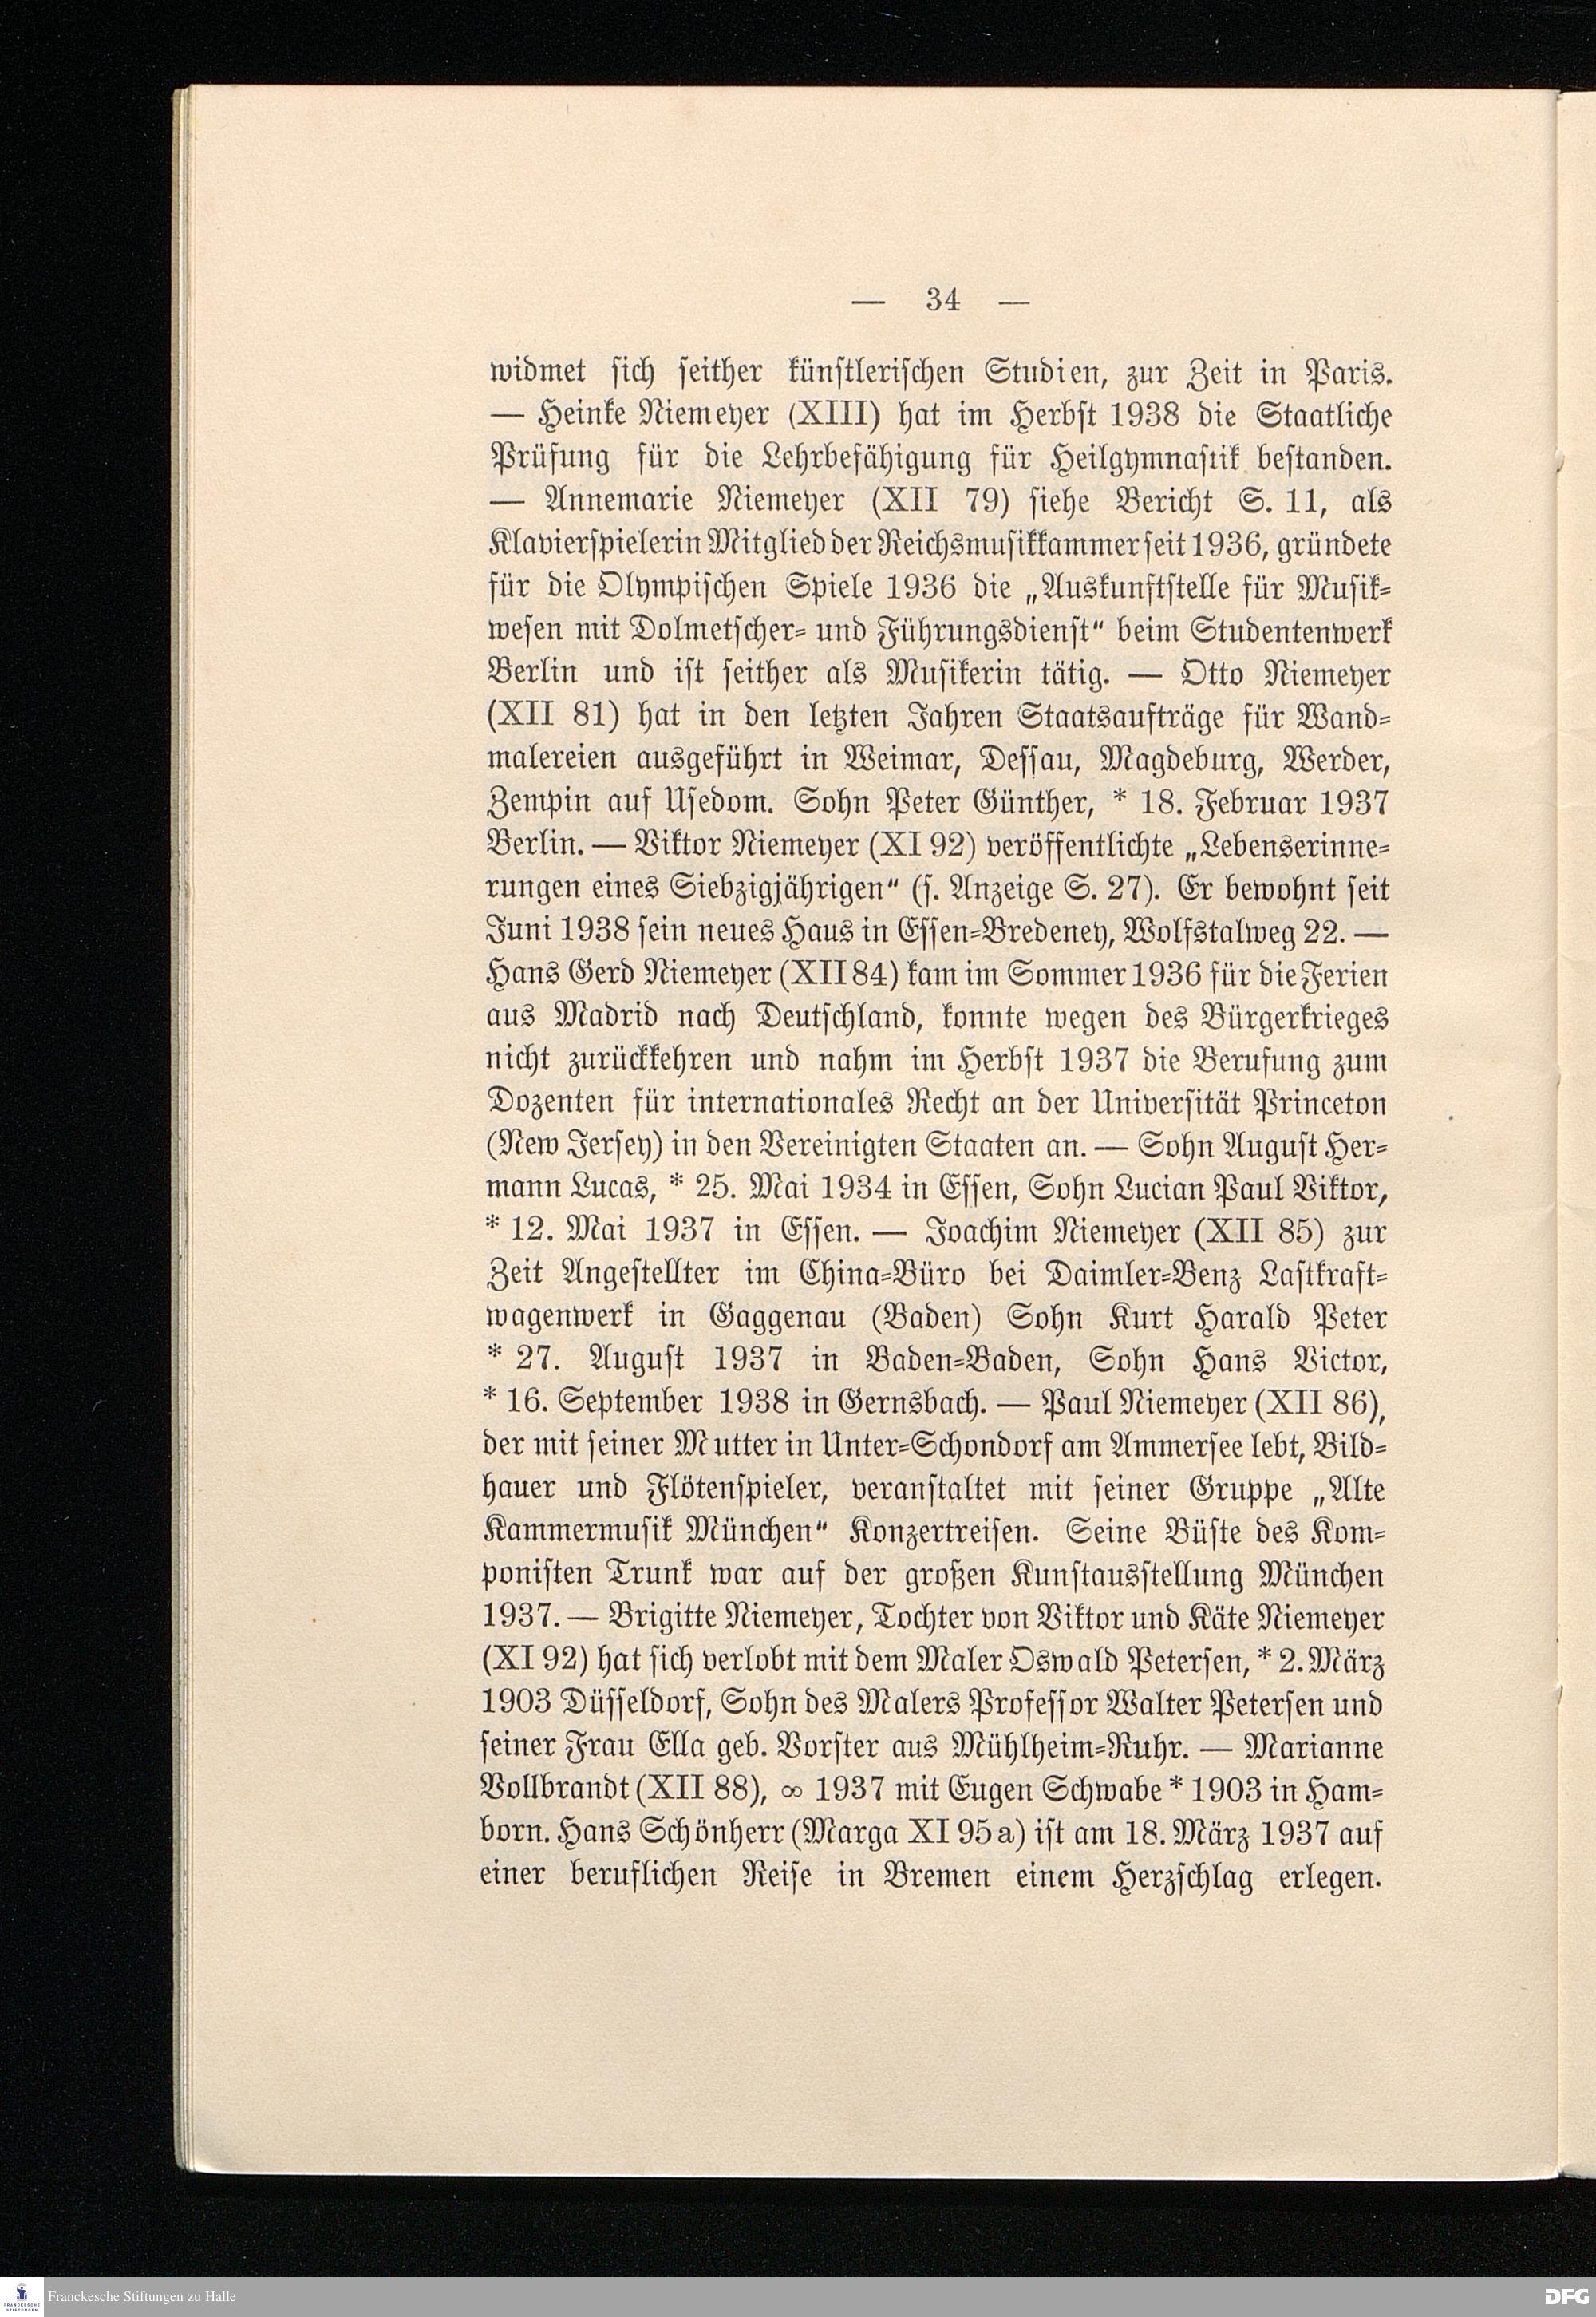 — 34 —
widmet sich seither künstlerischen Studien, zur Zeit in Paris.
— Heinke Niemeyer (XIII) hat im Herbst 1938 die Staatliche
Prüfung für die Lehrbefähigung für Heilgymnastik bestanden.
— Annemarie Niemeyer (XII 79) siehe Bericht S. 11, als
Klavierspielerin Mitglied der Reichsmusikkammer seit 1936, gründete
für die Olympischen Spiele 1936 die „Auskunftstelle für Musik-
wesen mit Dolmetscher- und Führungsdienst“ beim Studentenwerk
Berlin und ist seither als Musikerin tätig. — Otto Niemeyer
(XII 81) hat in den letzten Jahren Staatsaufträge für Wand-
malereien ausgeführt in Weimar, Dessau, Magdeburg, Werder,
Zempin auf Usedom. Sohn Peter Günther, * 18. Februar 1937
Berlin. — Viktor Niemeyer (XI 92) veröffentlichte „Lebenserinne-
rungen eines Siebzigjährigen“ (s. Anzeige S. 27). Er bewohnt seit
Juni 1938 sein neues Haus in Essen-Bredeney, Wolfstalweg 22. —
Hans Gerd Niemeyer (XII 84) kam im Sommer 1936 für die Ferien
aus Madrid nach Deutschland, konnte wegen des Bürgerkrieges
nicht zurückkehren und nahm im Herbst 1937 die Berufung zum
Dozenten für internationales Recht an der Universität Princeton
(New Jersey) in den Vereinigten Staaten an. — Sohn August Her-
mann Lucas, * 25. Mai 1934 in Essen, Sohn Lucian Paul Viktor,
* 12. Mai 1937 in Essen. — Joachim Niemeyer (XII 85) zur
Zeit Angestellter im China-Büro bei Daimler-Benz Lastkraft-
wagenwerk in Gaggenau (Baden) Sohn Kurt Harald Peter
* 27. August 1937 in Baden-Baden, Sohn Hans Victor,
* 16. September 1938 in Gernsbach. — Paul Niemeyer (XII 86),
der mit seiner Mutter in Unter-Schondorf am Ammersee lebt, Bild-
hauer und Flötenspieler, veranstaltet mit seiner Gruppe „Alte
Kammermusik München“ Konzertreisen. Seine Büste des Kom-
ponisten Trunk war auf der großen Kunstausstellung München
1937. — Brigitte Niemeyer, Tochter von Viktor und Käte Niemeyer
(XI 92) hat sich verlobt mit dem Maler Oswald Petersen, * 2. März
1903 Düsseldorf, Sohn des Malers Professor Walter Petersen und
seiner Frau Ella geb. Vorster aus Mühlheim-Ruhr. — Marianne
Vollbrandt (XII 88), ∞ 1937 mit Eugen Schwabe * 1903 in Ham-
born. Hans Schönherr (Marga XI 95 a) ist am 18. März 1937 auf
einer beruflichen Reise in Bremen einem Herzschlag erlegen.
FRANCKESCHE
STIFTUNGEN
Franckesche Stiftungen zu Halle
DFG